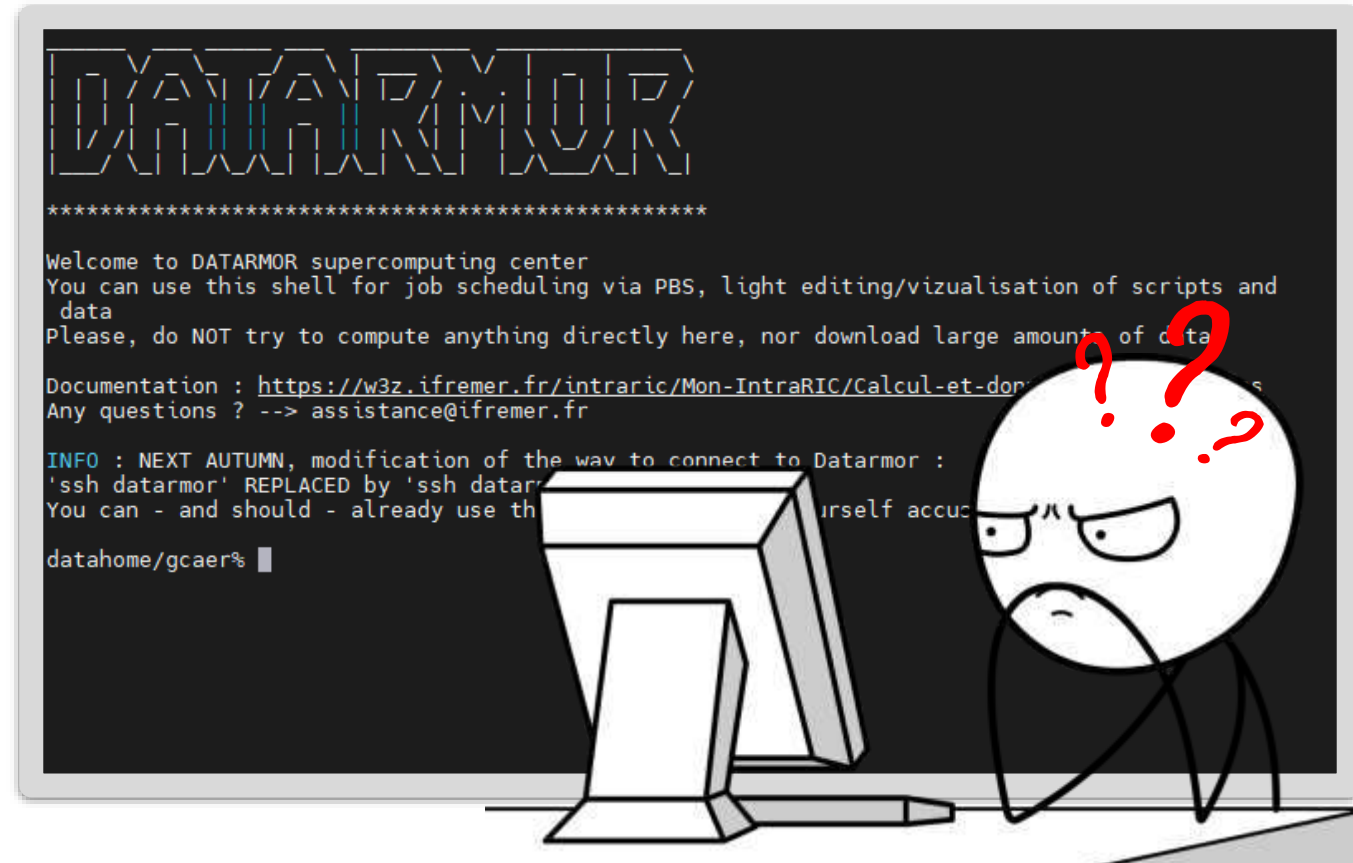 DATARMOR
**************************************************
Welcome to DATARMOR supercomputing center
You can use this shell for job scheduling via PBS, light editing/vizualisation of scripts and
data
Please, do NOT try to compute anything directly here, nor download large amounts of data
Documentation : https://w3z.ifremer.fr/intraric/Mon-IntraRIC/Calcul-et-do
Any questions ? --> assistance@ifremer.fr
INFO : NEXT AUTUMN, modification of the way to connect to Datarmor :
'ssh datarmor' REPLACED by 'ssh datar
You can - and should - already use th urself accu
datahome/gcaer%
? ? ?